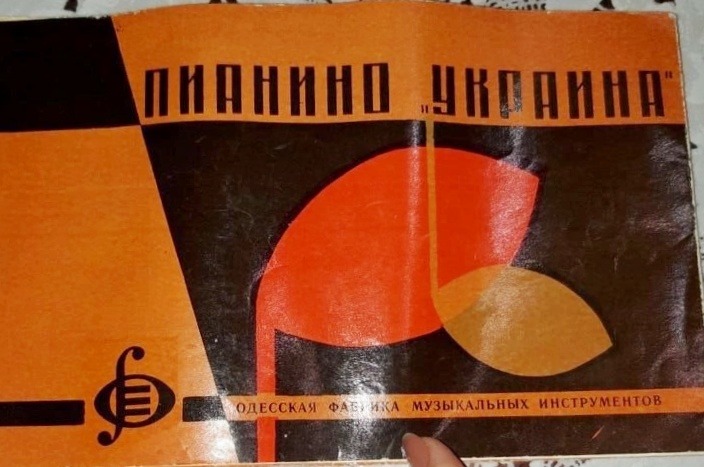 ПИАНИНО „УКРАИНА"
ОДЕССКАЯ ФАБРИКА МУЗЫКАЛЬНЫХ ИНСТРУМЕНТОВ